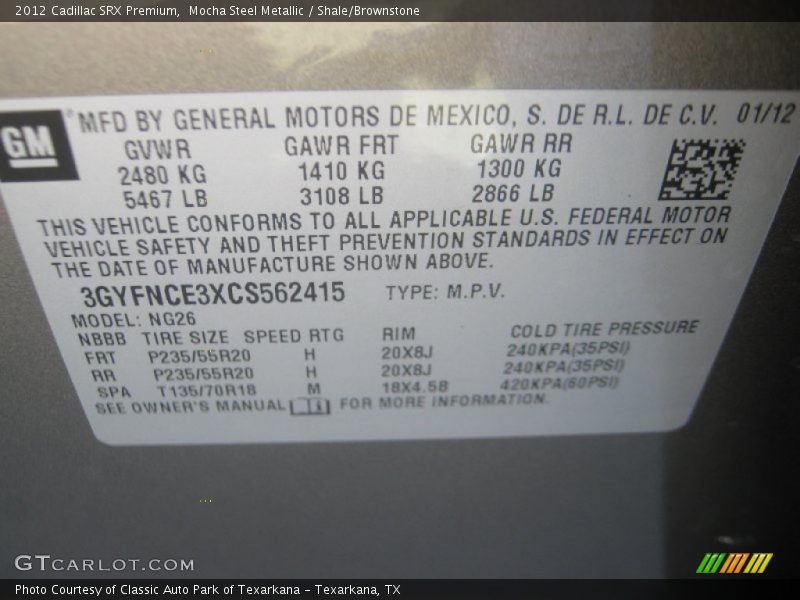 2012 Cadillac SRX Premium,  Mocha Steel Metallic / Shale/Brownstone
GM®
MFD BY GENERAL MOTORS DE MEXICO, S. DE R.L. DE C.V. 01/12
GVWR GAWR FRT GAWR RR
2480 KG 1410 KG 1300 KG
5467 LB 3108 LB 2866 LB
THIS VEHICLE CONFORMS TO ALL APPLICABLE U.S. FEDERAL MOTOR
VEHICLE SAFETY AND THEFT PREVENTION STANDARDS IN EFFECT ON
THE DATE OF MANUFACTURE SHOWN ABOVE.
3GYFNCE3XCS562415 TYPE: M.P.V.
MODEL: NG26
NBBB TIRE SIZE SPEED RTG RIM COLD TIRE PRESSURE
FRT P235/55R20 H 20X8J 240KPA(35PSI)
RR P235/55R20 H 20X8J 240KPA(35PSI)
SPA T135/70R18 M 18X4.5B 420KPA(60PSI)
SEE OWNER'S MANUAL FOR MORE INFORMATION.
GTCARLOT.COM
Photo Courtesy of Classic Auto Park of Texarkana - Texarkana, TX